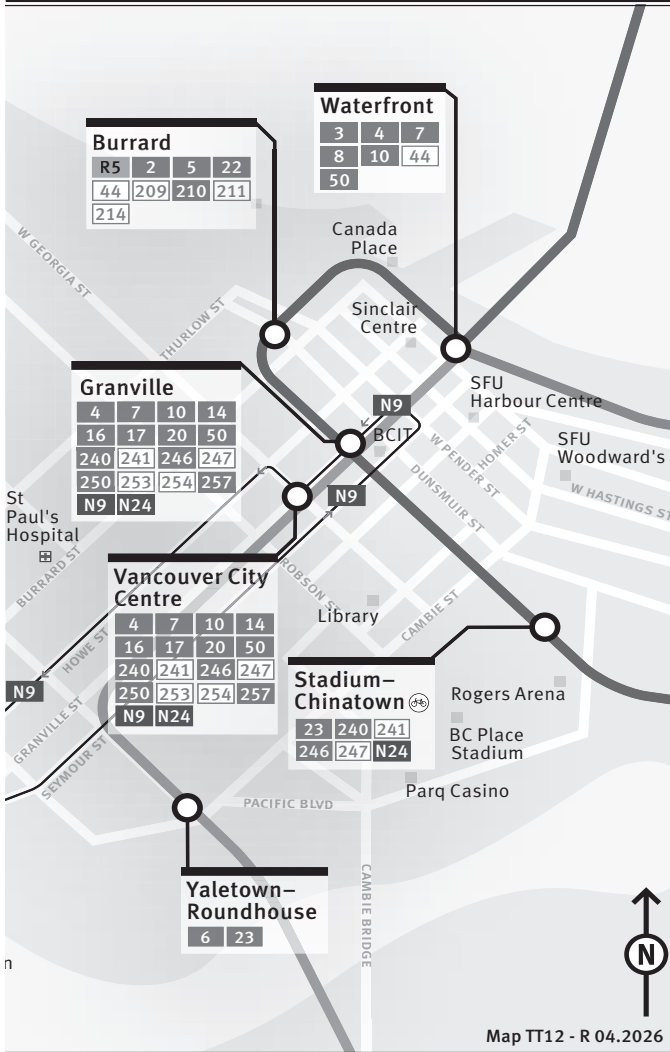 Waterfront
3 4 7
8 10 44
50
Burrard
R5 2 5 22
44 209 210 211
214
Canada
Place
W GEORGIA ST
THURLOW ST
Sinclair
Centre
Granville
4 7 10 14
16 17 20 50
240 241 246 247
250 253 254 257
N9 N24
N9
BCIT
SFU
Harbour Centre
W PENDER ST
HOMER ST
SFU
Woodward's
DUNSMUIR ST
W HASTINGS ST
N9
St
Paul's
Hospital
BURRARD ST
Vancouver City
Centre
4 7 10 14
16 17 20 50
240 241 246 247
250 253 254 257
N9 N24
ROBSON ST
Library
CAMBIE ST
HOWE ST
N9
Stadium–
Chinatown
23 240 241
246 247 N24
Rogers Arena
BC Place
Stadium
GRANVILLE ST
SEYMOUR ST
Parq Casino
PACIFIC BLVD
Yaletown–
Roundhouse
6 23
CAMBIE BRIDGE
n
N
Map TT12 - R 04.2026